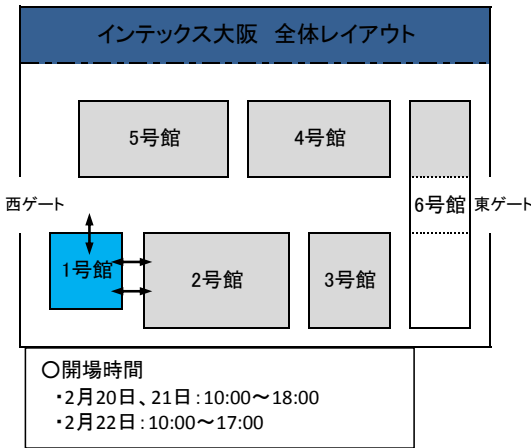 インテックス大阪 全体レイアウト
5号館
4号館
西ゲート
6号館
東ゲート
1号館
2号館
3号館
○開場時間
・2月20日、21日:10:00～18:00
・2月22日:10:00～17:00